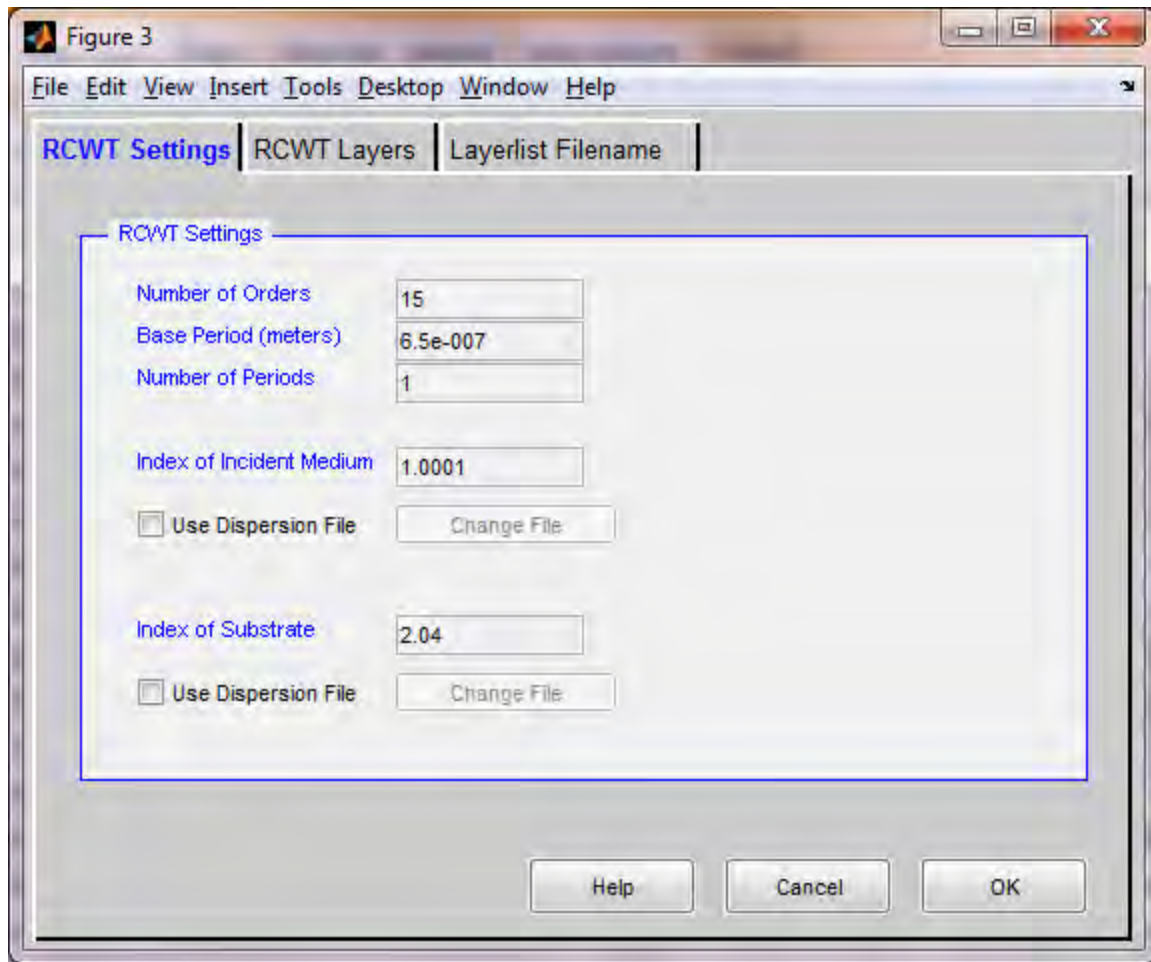 Figure 3
File Edit View Insert Tools Desktop Window Help
RCWT Settings RCWT Layers Layerlist Filename
RCWT Settings
Number of Orders 15
Base Period (meters) 6.5e-007
Number of Periods 1
Index of Incident Medium 1.0001
Use Dispersion File Change File
Index of Substrate 2.04
Use Dispersion File Change File
Help Cancel OK